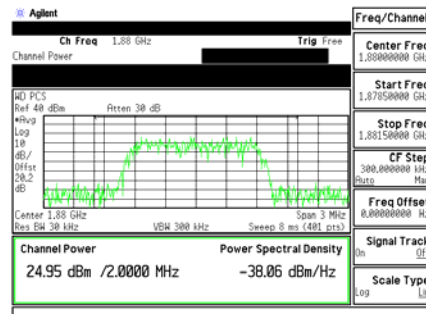 Agilent
Freq/Channel
Ch Freq 1.88 GHz Trig Free
Channel Power
Center Freq
1.88000000 GHz
Start Freq
1.87850000 GHz
Stop Freq
1.88150000 GHz
CF Step
300.000000 kHz
Auto Man
Freq Offset
0.00000000 Hz
Signal Track
On Off
Scale Type
Log Lin
WD PCS
Ref 40 dBm Atten 30 dB
•Avg
Log
10
dB/
Offst
20.2
dB
Center 1.88 GHz Span 3 MHz
Res BW 30 kHz VBW 300 kHz Sweep 8 ms (401 pts)
Channel Power Power Spectral Density
24.95 dBm /2.0000 MHz -38.06 dBm/Hz